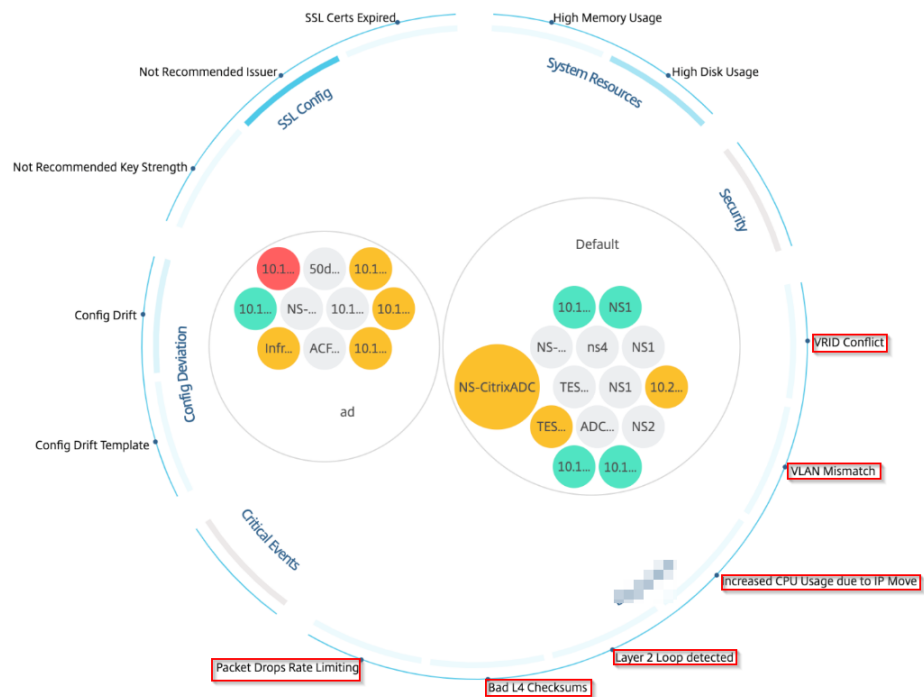 SSL Certs Expired
High Memory Usage
Not Recommended Issuer
High Disk Usage
SSL Config
System Resources
Not Recommended Key Strength
Security
Default
10.1...
50d...
10.1...
10.1...
NS-...
10.1...
10.1...
Infr...
ACF...
10.1...
ad
10.1...
NS1
NS-...
ns4
NS1
NS-CitrixADC
TES...
NS1
10.2...
TES...
ADC...
NS2
10.1...
10.1...
Config Drift
Config Deviation
Config Drift Template
VRID Conflict
VLAN Mismatch
Critical Events
Increased CPU Usage due to IP Move
Layer 2 Loop detected
Packet Drops Rate Limiting
Bad L4 Checksums